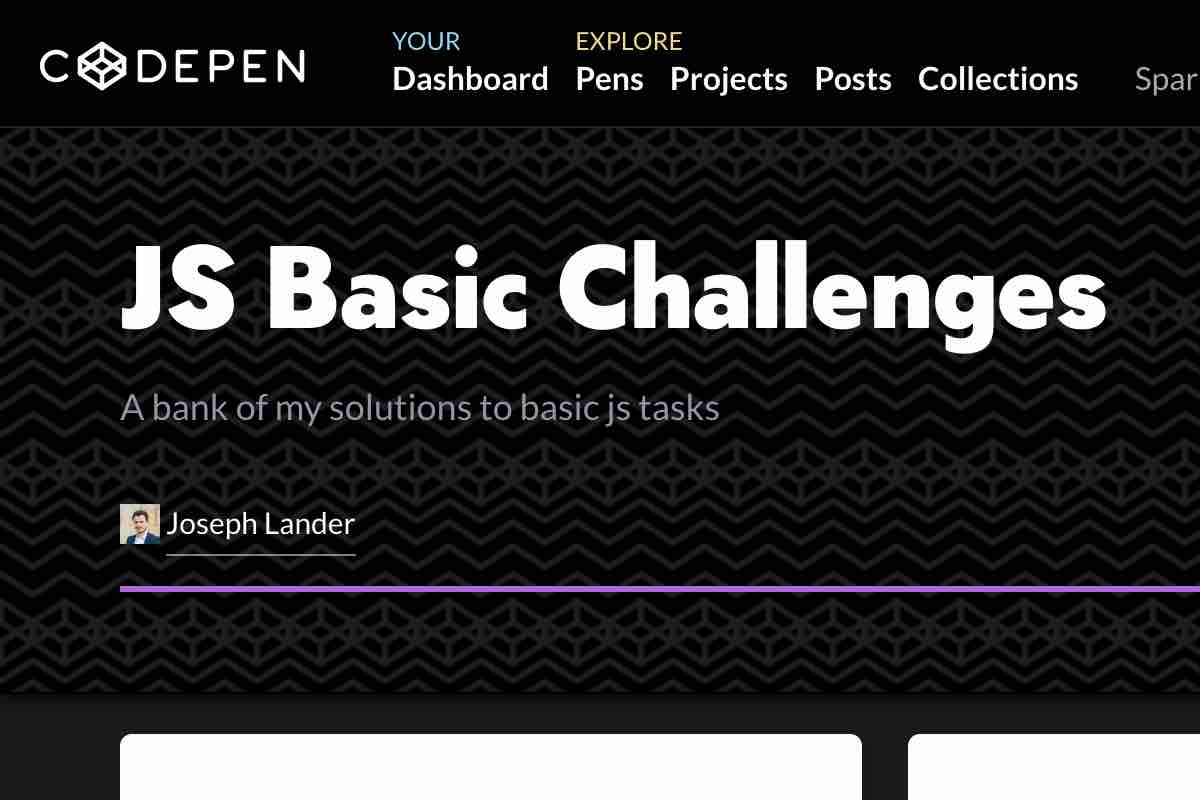 CODEPEN
YOUR
Dashboard
EXPLORE
Pens Projects Posts Collections
Spar
JS Basic Challenges
A bank of my solutions to basic js tasks
Joseph Lander